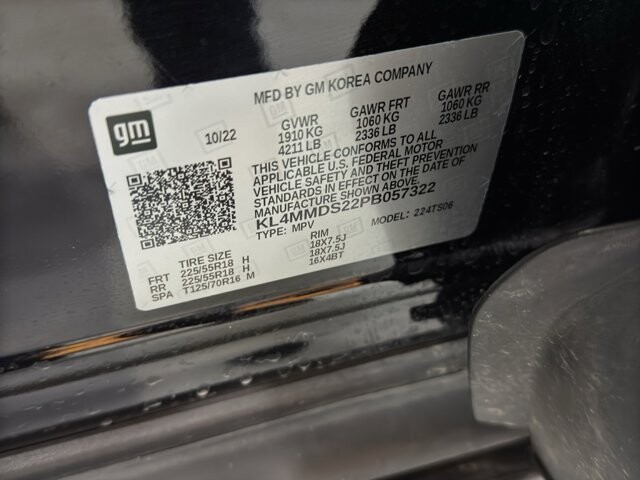 MFD BY GM KOREA COMPANY
gm
10/22
GVWR GAWR FRT GAWR RR
1910 KG 1060 KG 1060 KG
4211 LB 2336 LB 2336 LB
THIS VEHICLE CONFORMS TO ALL
APPLICABLE U.S. FEDERAL MOTOR
VEHICLE SAFETY AND THEFT PREVENTION
STANDARDS IN EFFECT ON THE DATE OF
MANUFACTURE SHOWN ABOVE.
KL4MMDS22PB057322
TYPE: MPV MODEL: 224TS06
TIRE SIZE RIM
FRT 225/55R18 H 18X7.5J
RR 225/55R18 H 18X7.5J
SPA T125/70R16 M 16X4BT